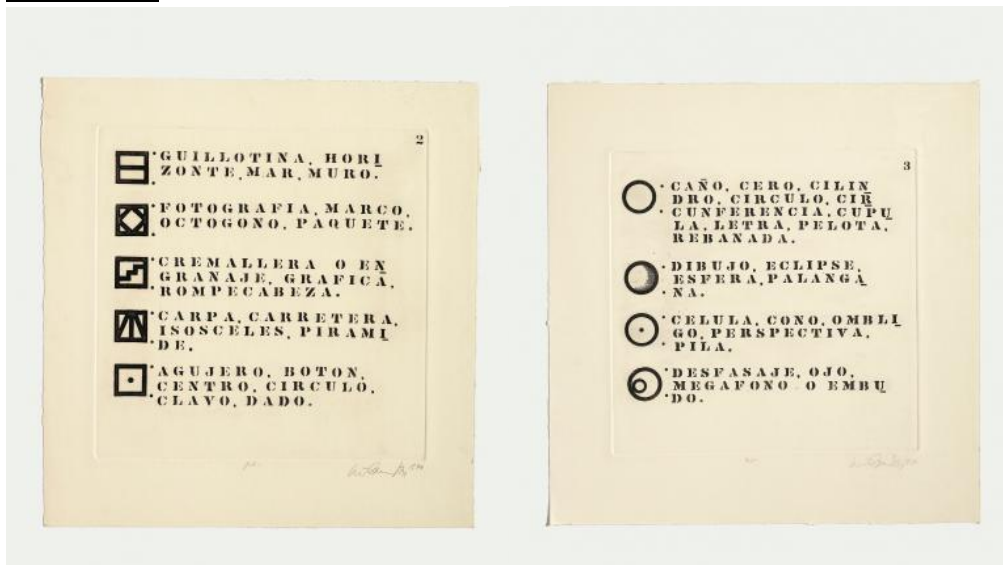 2
GUILLOTINA, HORI
ZONTE, MAR, MURO.
FOTOGRAFIA, MARCO,
OCTOGONO, PAQUETE.
CREMALLERA O EN
GRANAJE, GRAFICA,
ROMPECABEZA.
CARPA, CARRETERA,
ISOSCELES, PIRAMI
DE.
AGUJERO, BOTON,
CENTRO, CIRCULO,
CLAVO, DADO.
3
CAÑO, CERO, CILIN
DRO, CIRCULO, CIR
CUNFERENCIA, CUPU
LA, LETRA, PELOTA,
REBANADA.
DIBUJO, ECLIPSE,
ESFERA, PALANGA
NA.
CELULA, CONO, OMBLI
GO, PERSPECTIVA,
PILA.
DESFASAJE, OJO,
MEGAFONO O EMBU
DO.